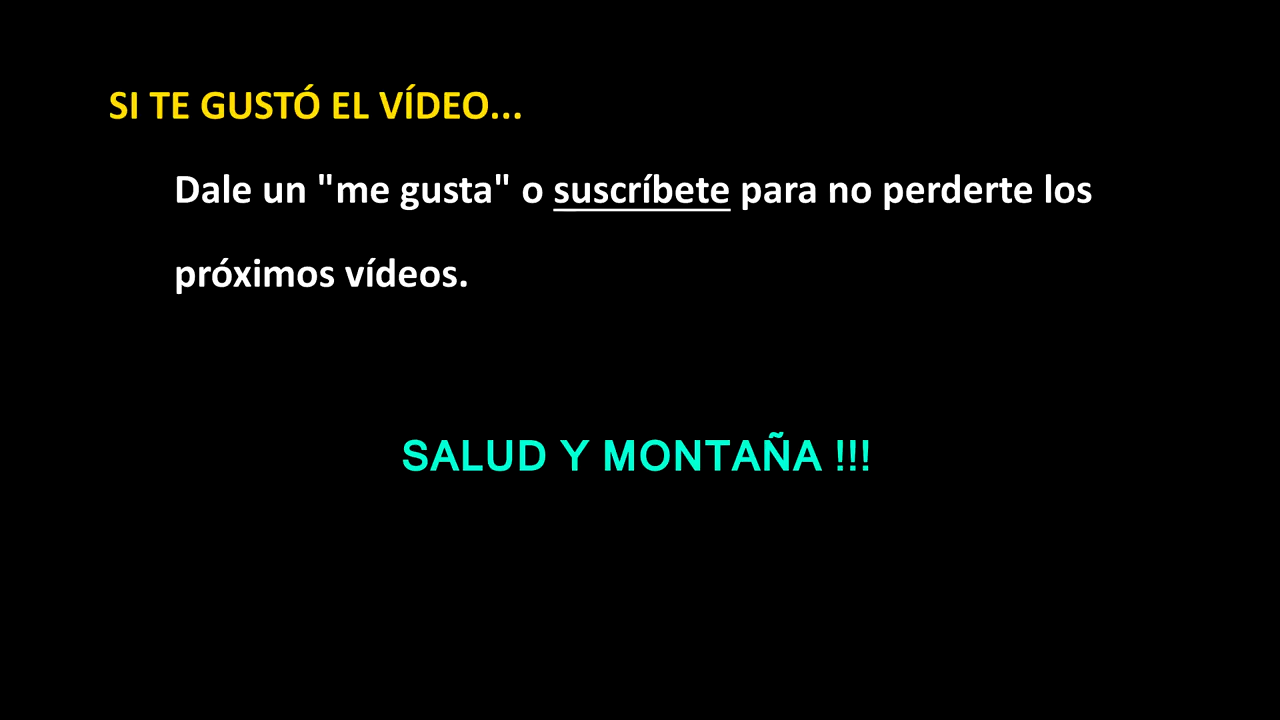 SI TE GUSTÓ EL VÍDEO...
Dale un "me gusta" o suscríbete para no perderte los
próximos vídeos.
SALUD Y MONTAÑA !!!